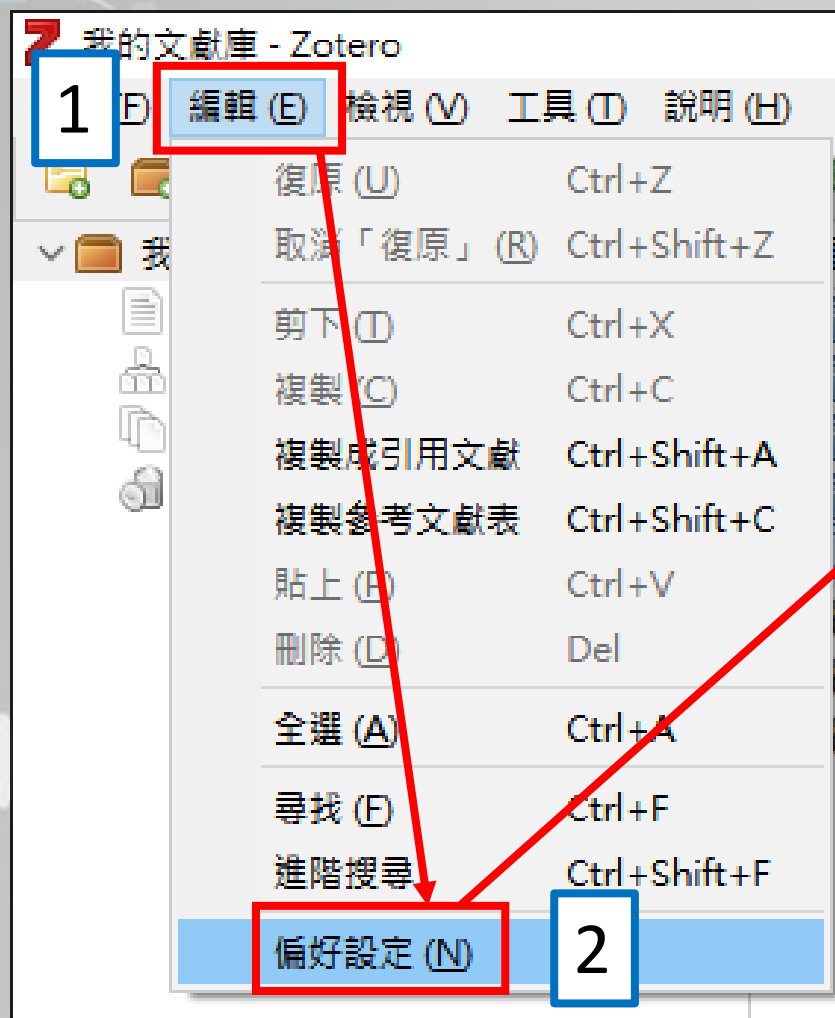 我的文獻庫 - Zotero
1
(F) 編輯 (E) 檢視 (V) 工具 (T) 說明 (H)
復原 (U) Ctrl+Z
取消「復原」 (R) Ctrl+Shift+Z
我
剪下 (T) Ctrl+X
複製 (C) Ctrl+C
複製成引用文獻 Ctrl+Shift+A
複製參考文獻表 Ctrl+Shift+C
貼上 (P) Ctrl+V
刪除 (D) Del
全選 (A) Ctrl+A
尋找 (F) Ctrl+F
進階搜尋 Ctrl+Shift+F
偏好設定 (N) 2